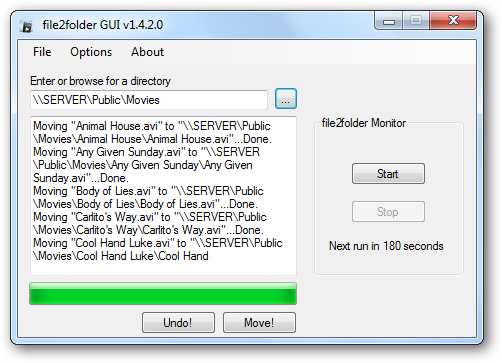 file2folder GUI v1.4.2.0
File Options About
Enter or browse for a directory
\\SERVER\Public\Movies
...
Moving "Animal House.avi" to "\\SERVER\Public
\Movies\Animal House\Animal House.avi"...Done.
Moving "Any Given Sunday.avi" to "\\SERVER
\Public\Movies\Any Given Sunday\Any Given
Sunday.avi"...Done.
Moving "Body of Lies.avi" to "\\SERVER\Public
\Movies\Body of Lies\Body of Lies.avi"...Done.
Moving "Carlito's Way.avi" to "\\SERVER\Public
\Movies\Carlito's Way\Carlito's Way.avi"...Done.
Moving "Cool Hand Luke.avi" to "\\SERVER\Public
\Movies\Cool Hand Luke\Cool Hand
file2folder Monitor
Start
Stop
Next run in 180 seconds
Undo!
Move!